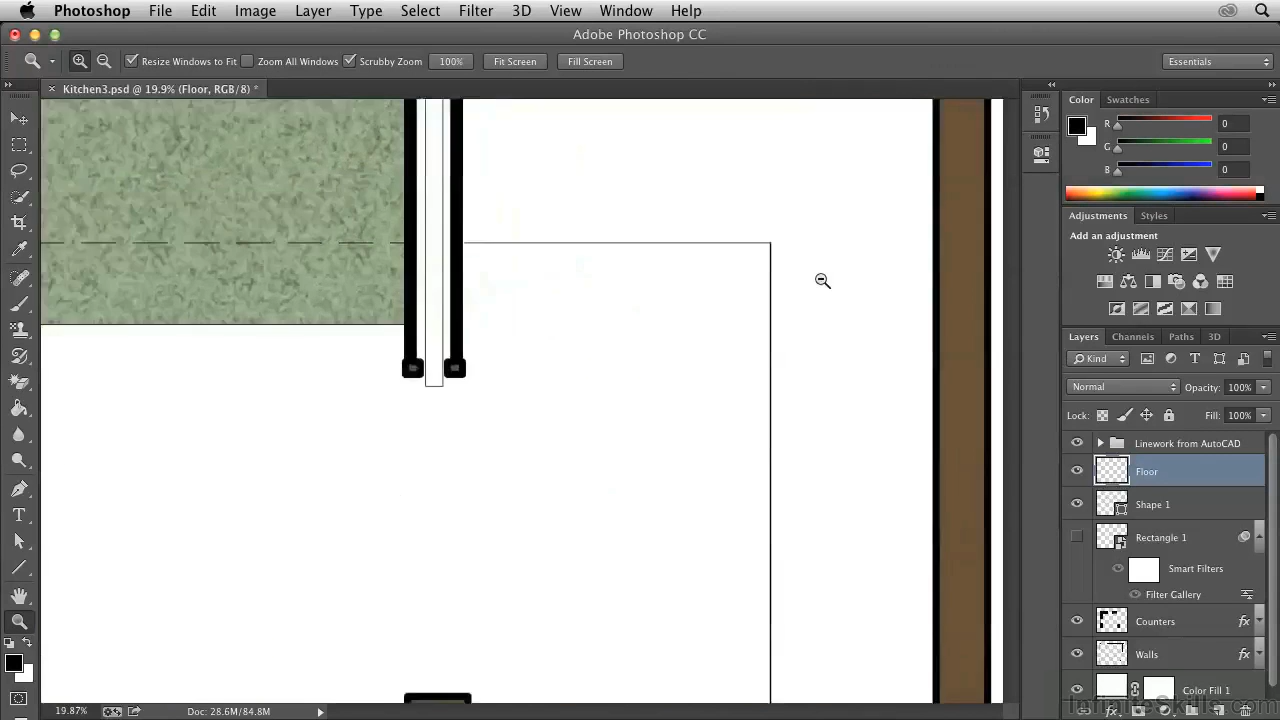 Photoshop File Edit Image Layer Type Select Filter 3D View Window Help
Adobe Photoshop CC
Resize Windows to Fit Zoom All Windows Scrubby Zoom 100% Fit Screen Fill Screen Essentials
Kitchen3.psd @ 19.9% (Floor, RGB/8) *
Color Swatches
R 0
G 0
B 0
Adjustments Styles
Add an adjustment
Layers Channels Paths 3D
Kind
Normal Opacity: 100%
Lock: Fill: 100%
Linework from AutoCAD
Floor
Shape 1
Rectangle 1
Smart Filters
Filter Gallery
Counters fx
Walls fx
Color Fill 1
19.87% Doc: 28.6M/84.8M
InfiniteSkills.com